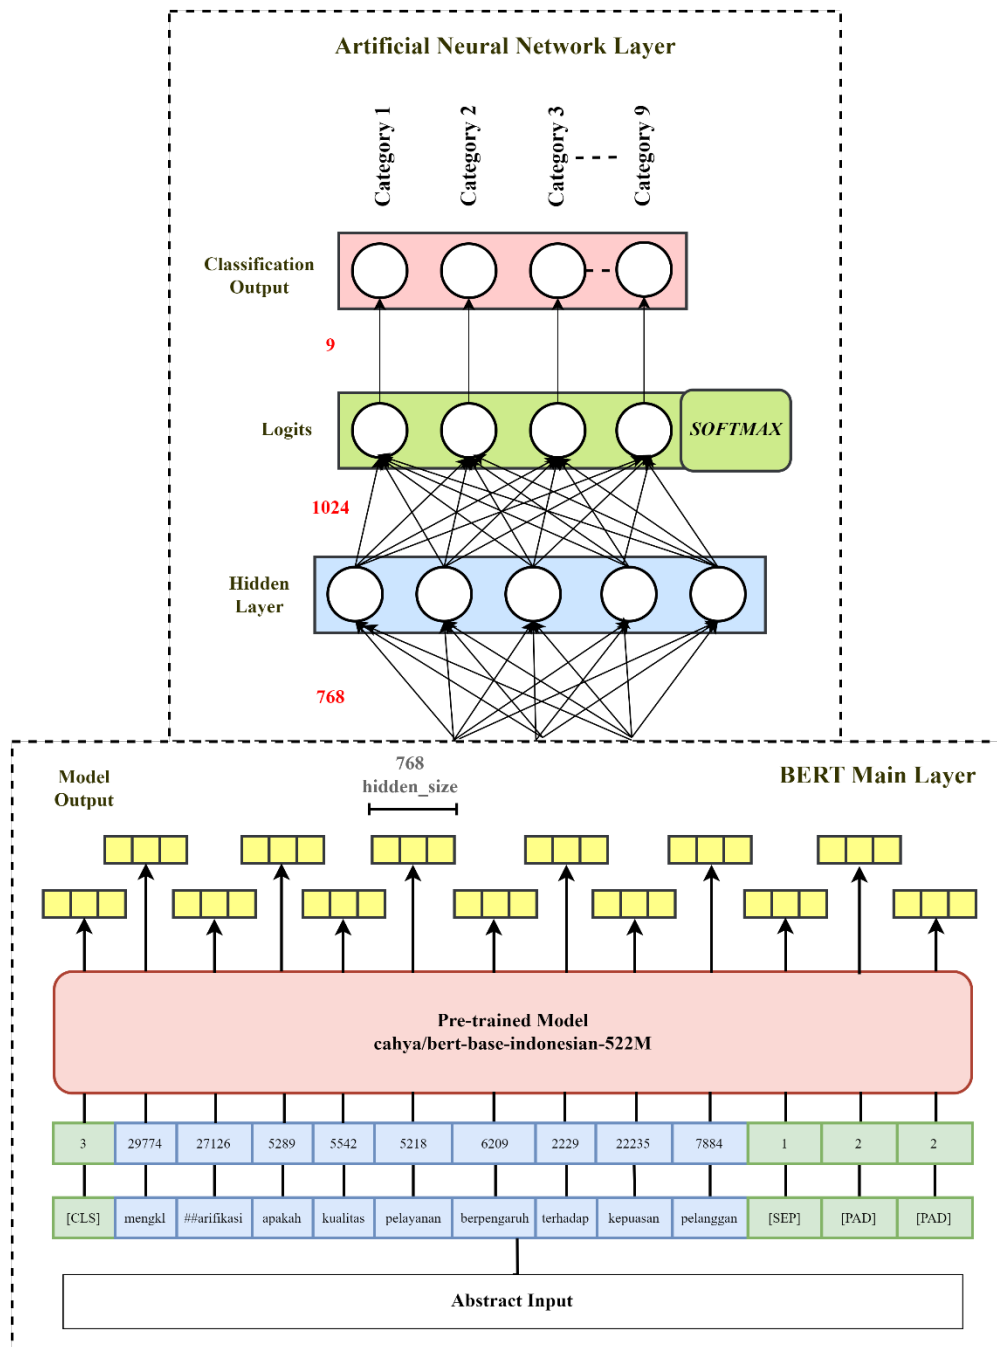 Artificial Neural Network Layer
Category 1
Category 2
Category 3
Category 9
Classification
Output
9
Logits
SOFTMAX
1024
Hidden
Layer
768
BERT Main Layer
Model
Output
768
hidden_size
Pre-trained Model
cahya/bert-base-indonesian-522M
3 29774 27126 5289 5542 5218 6209 2229 22235 7884 1 2 2
[CLS] mengkl ##arifikasi apakah kualitas pelayanan berpengaruh terhadap kepuasan pelanggan [SEP] [PAD] [PAD]
Abstract Input